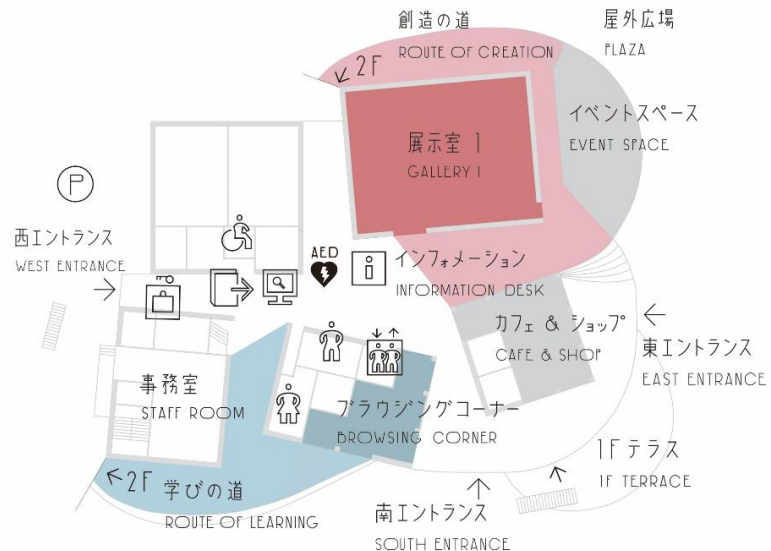 創造の道
ROUTE OF CREATION
屋外広場
PLAZA
2F
イベントスペース
EVENT SPACE
展示室 1
GALLERY 1
P
西エントランス
WEST ENTRANCE
AED
i
インフォメーション
INFORMATION DESK
カフェ & ショップ
CAFE & SHOP
東エントランス
EAST ENTRANCE
事務室
STAFF ROOM
ブラウジングコーナー
BROWSING CORNER
1Fテラス
1F TERRACE
2F 学びの道
ROUTE OF LEARNING
南エントランス
SOUTH ENTRANCE